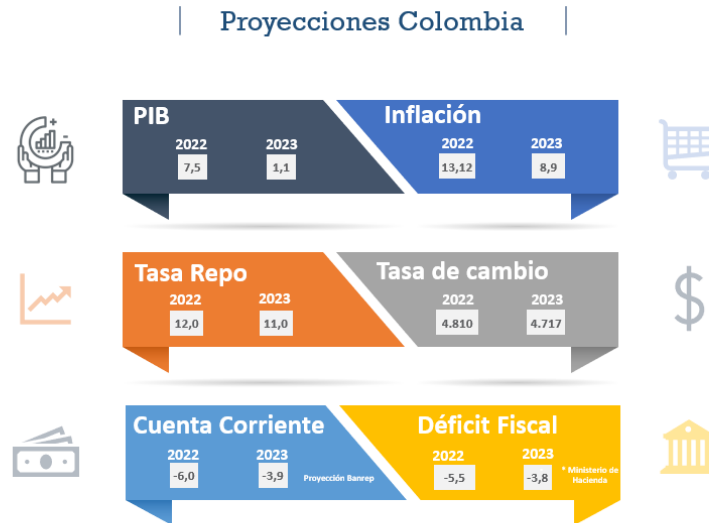 Proyecciones Colombia
PIB
2022 2023
7,5 1,1
Inflación
2022 2023
13,12 8,9
Tasa Repo
2022 2023
12,0 11,0
Tasa de cambio
2022 2023
4.810 4.717
Cuenta Corriente
2022 2023
-6,0 -3,9 Proyección Banrep
Déficit Fiscal
2022 2023
-5,5 -3,8
* Ministerio de
Hacienda